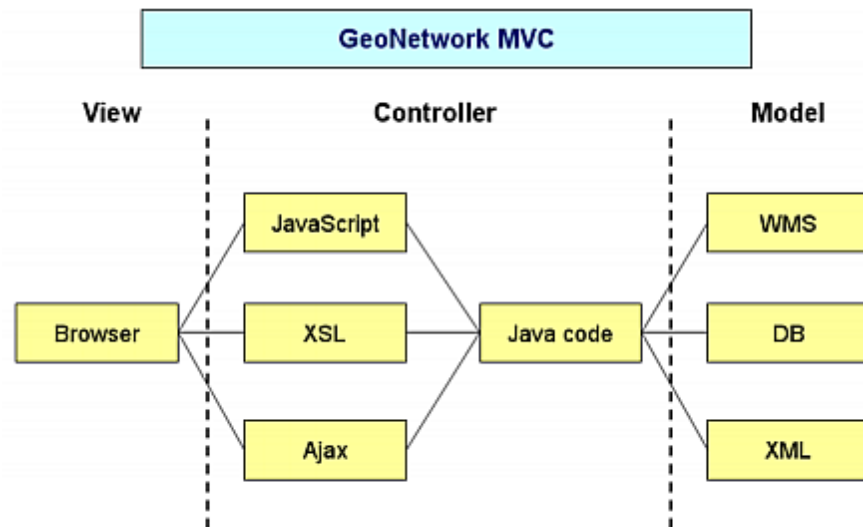 GeoNetwork MVC
View
Controller
Model
JavaScript
WMS
Browser
XSL
Java code
DB
Ajax
XML